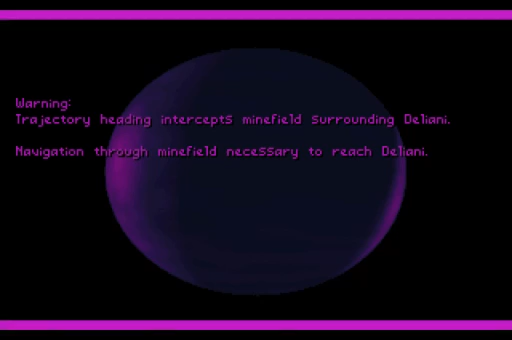 Warning:
Trajectory heading intercepts minefield surrounding Deliani.
Navigation through minefield necessary to reach Deliani.